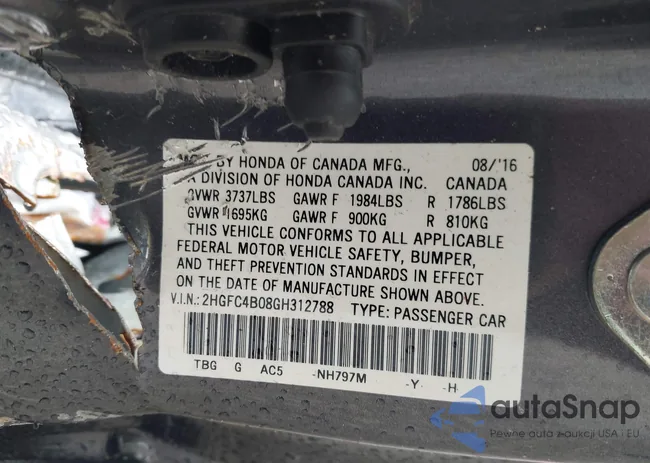 BY HONDA OF CANADA MFG., 08/'16
A DIVISION OF HONDA CANADA INC. CANADA
GVWR 3737LBS GAWR F 1984LBS R 1786LBS
GVWR 1695KG GAWR F 900KG R 810KG
THIS VEHICLE CONFORMS TO ALL APPLICABLE
FEDERAL MOTOR VEHICLE SAFETY, BUMPER,
AND THEFT PREVENTION STANDARDS IN EFFECT
ON THE DATE OF MANUFACTURE SHOWN ABOVE.
V.I.N.: 2HGFC4B08GH312788 TYPE: PASSENGER CAR
TBG G AC5 -NH797M -Y -H
autaSnap
Pewne auta z aukcji USA i EU